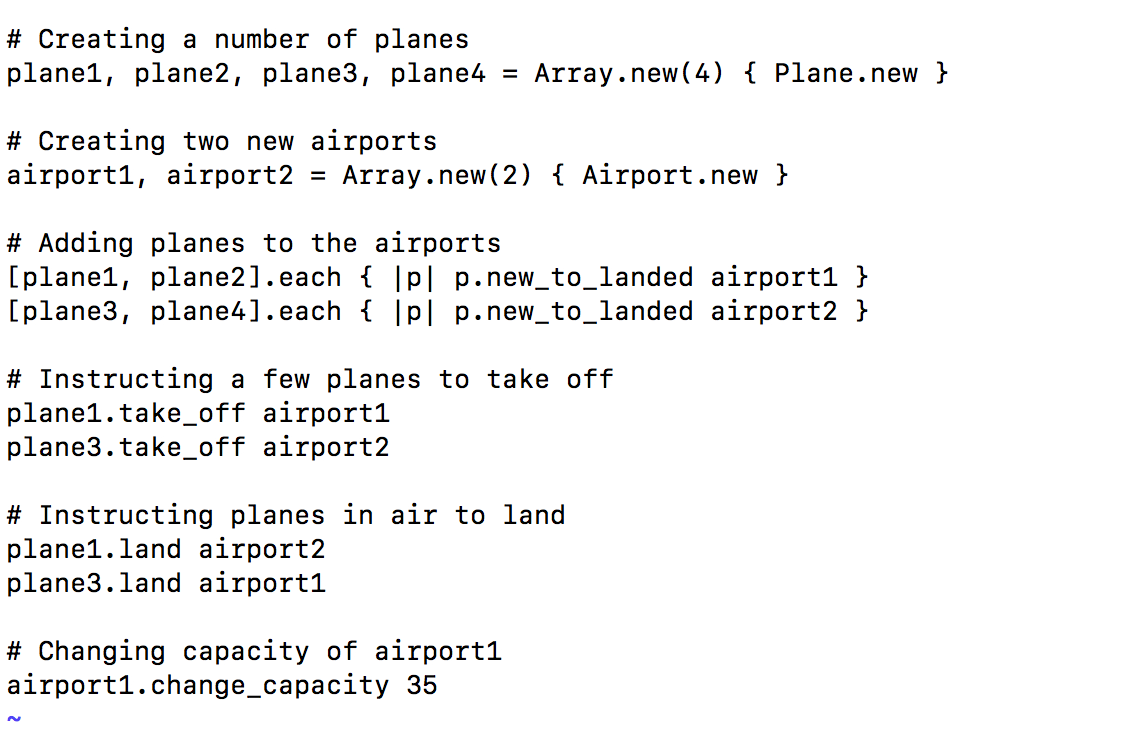 # Creating a number of planes
plane1, plane2, plane3, plane4 = Array.new(4) { Plane.new }
# Creating two new airports
airport1, airport2 = Array.new(2) { Airport.new }
# Adding planes to the airports
[plane1, plane2].each { |p| p.new_to_landed airport1 }
[plane3, plane4].each { |p| p.new_to_landed airport2 }
# Instructing a few planes to take off
plane1.take_off airport1
plane3.take_off airport2
# Instructing planes in air to land
plane1.land airport2
plane3.land airport1
# Changing capacity of airport1
airport1.change_capacity 35
~